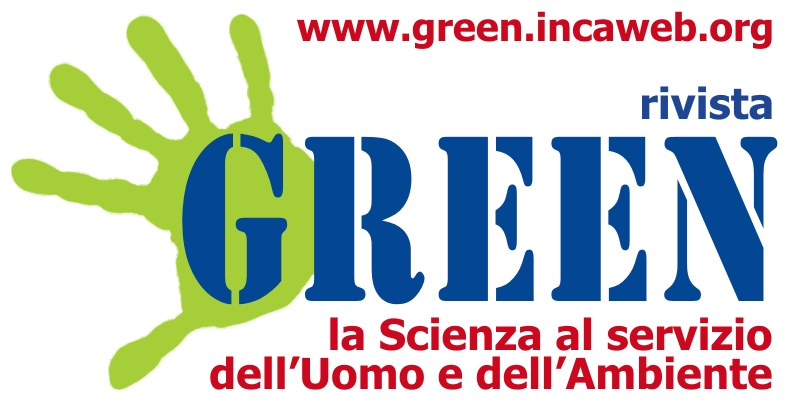 www.green.incaweb.org
rivista
GREEN
la Scienza al servizio
dell’Uomo e dell’Ambiente